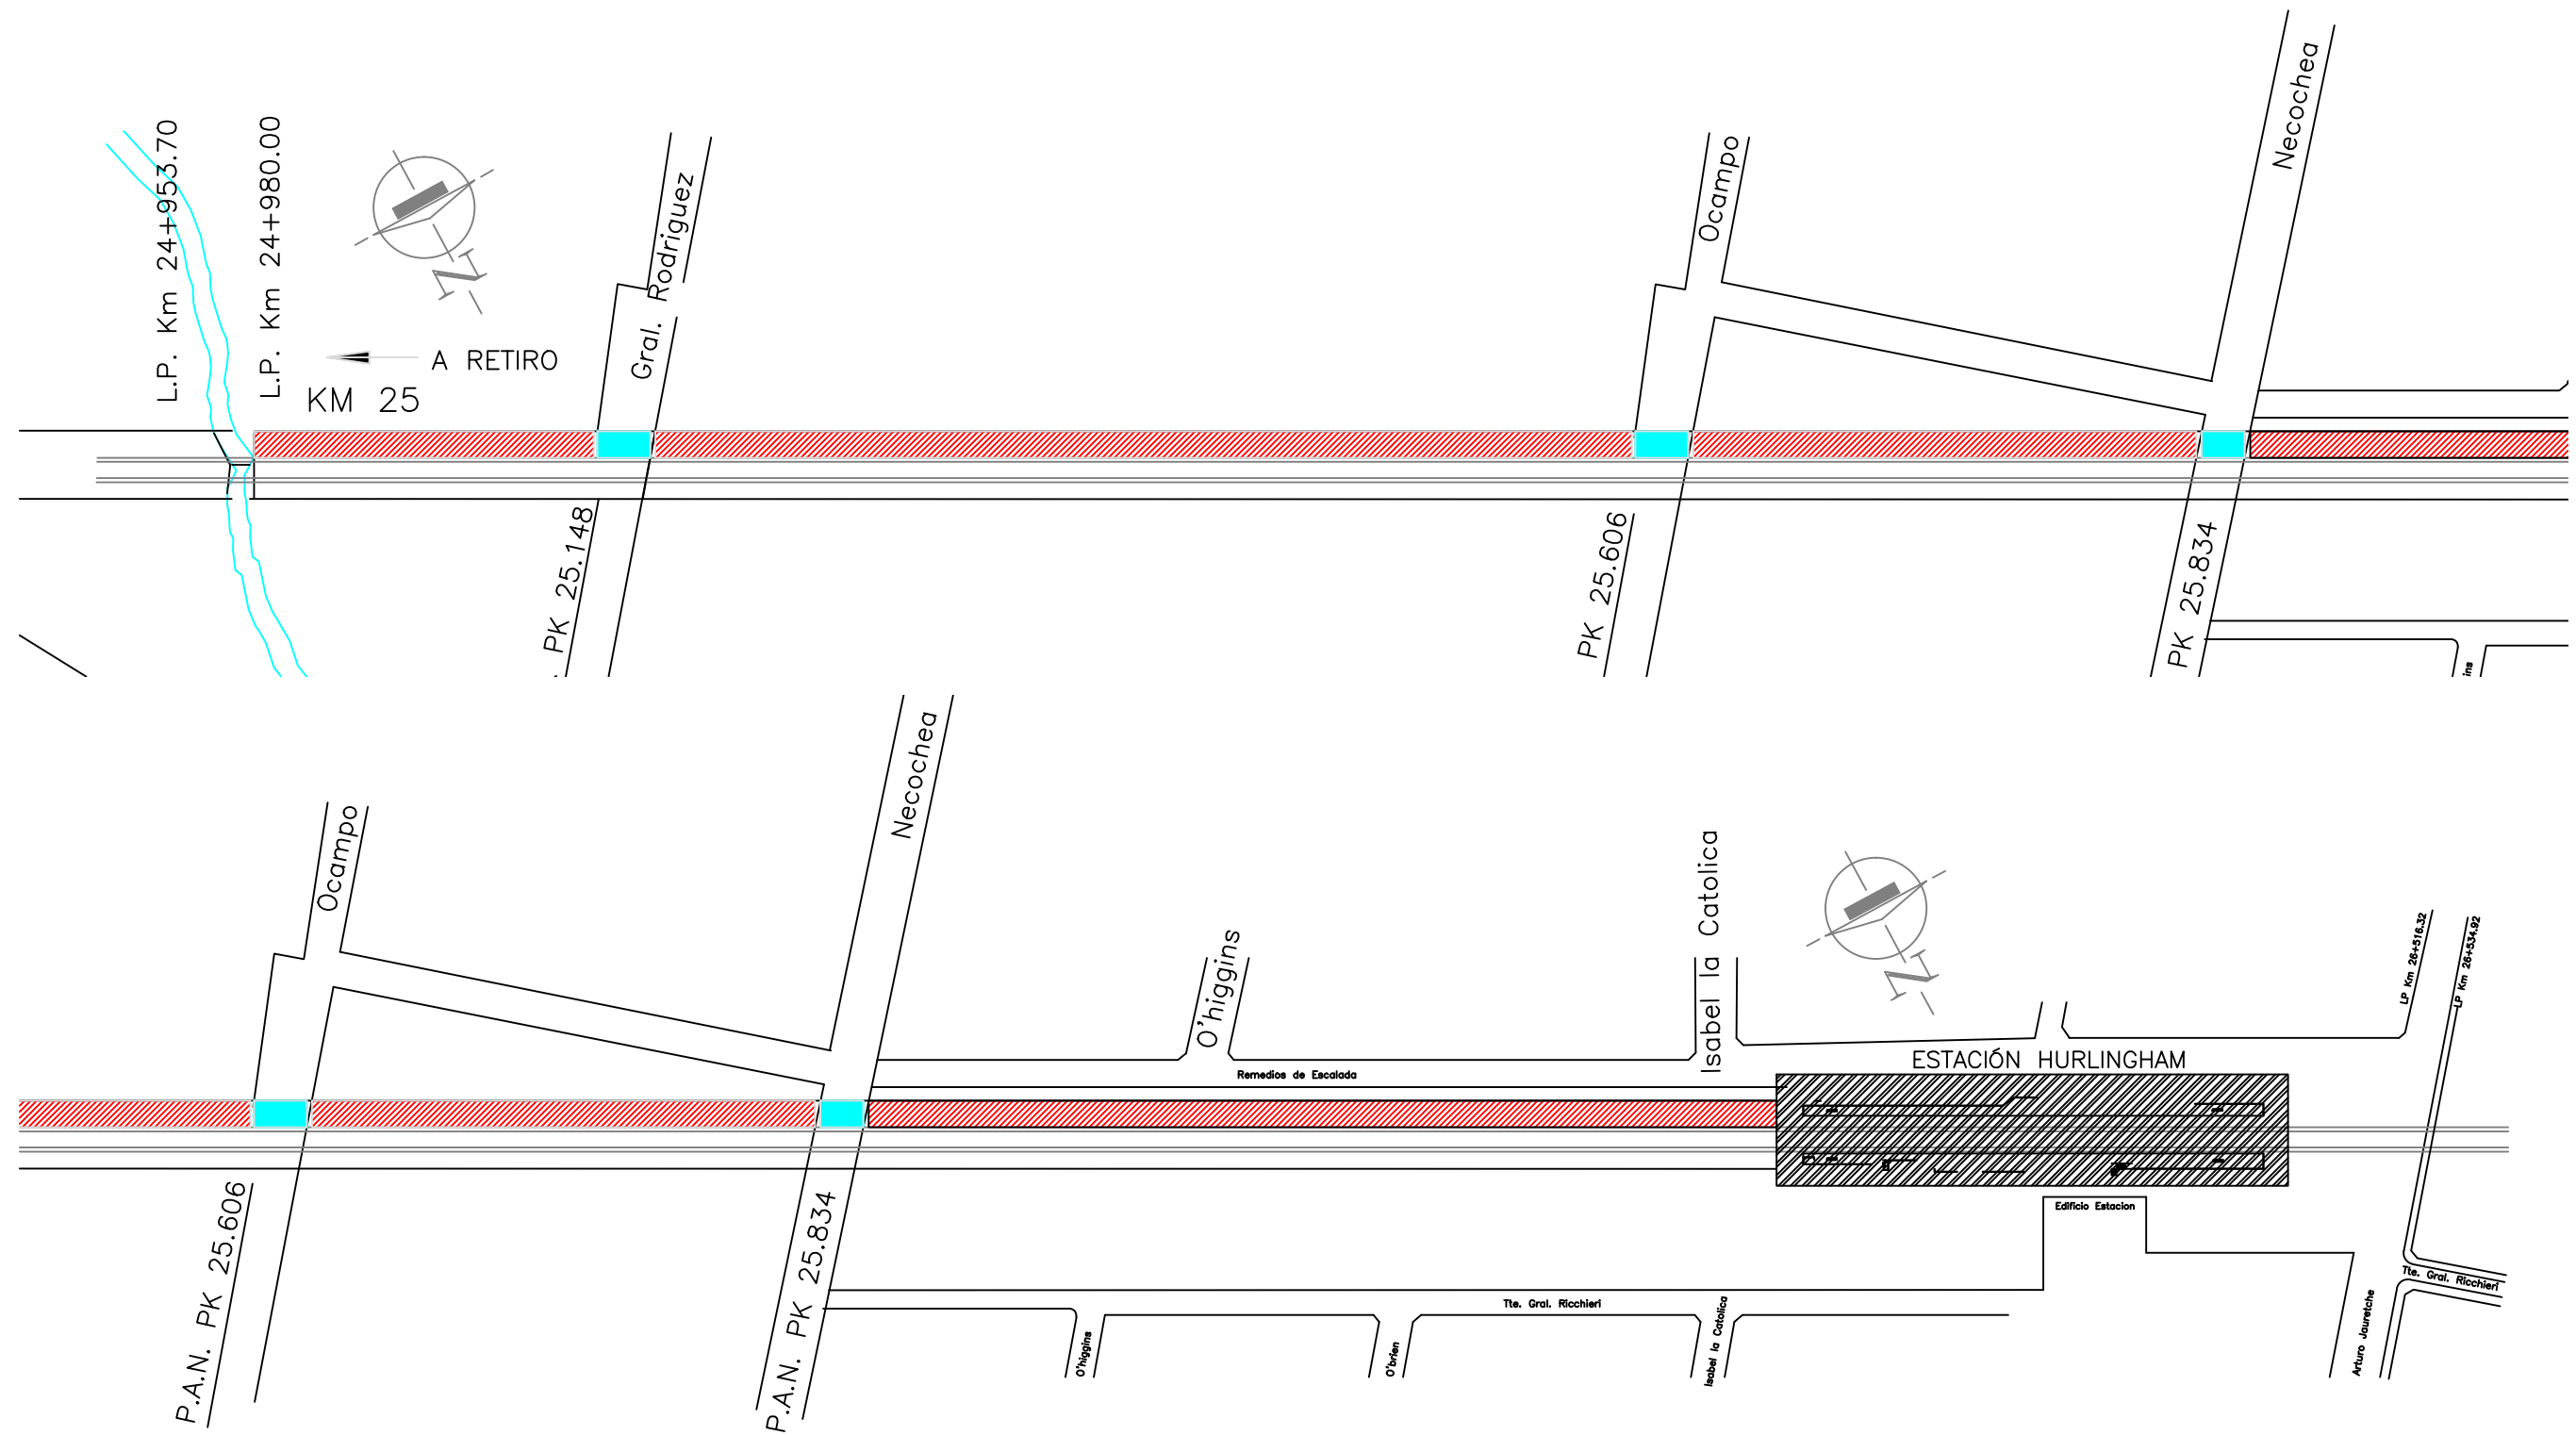 L.P. Km 24+953.70
L.P. Km 24+980.00
N
A RETIRO
KM 25
Gral. Rodriguez
Ocampo
Necochea
PK 25.148
PK 25.606
PK 25.834
ins
Ocampo
Necochea
O'higgins
Isabel la Catolica
N
LP Km 26+516.32
LP Km 26+534.92
ESTACIÓN HURLINGHAM
Remedios de Escalada
Edificio Estacion
P.A.N. PK 25.606
P.A.N. PK 25.834
Tte. Gral. Ricchieri
Tte. Gral. Ricchieri
O'higgins
O'brien
Isabel la Catolica
Arturo Jauretche